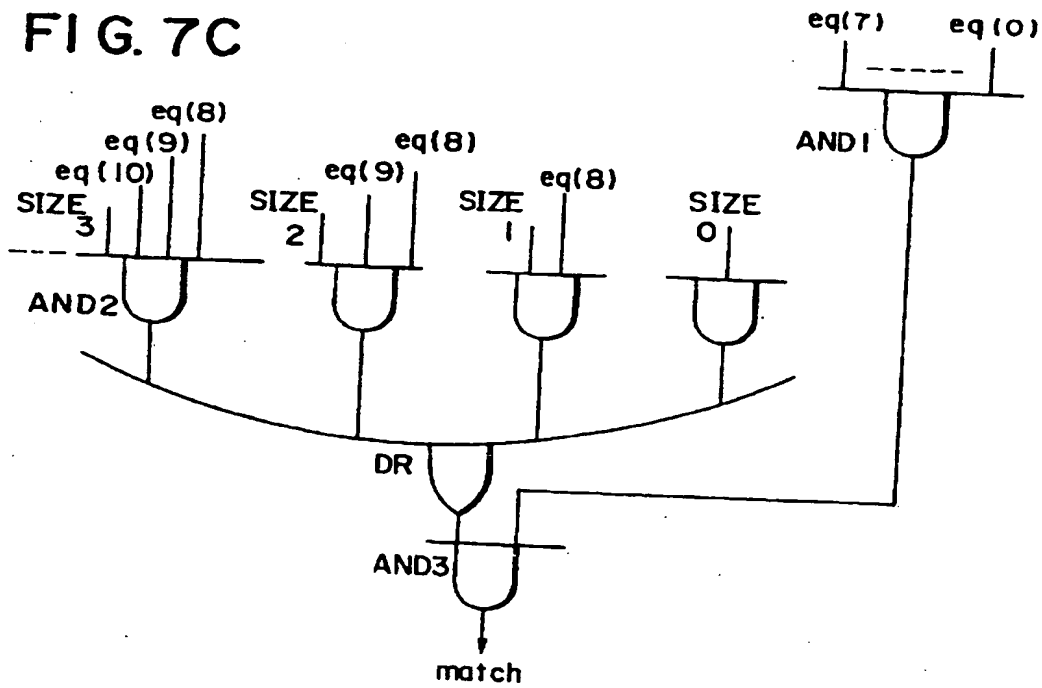 FIG. 7C
eq(7) ----- eq(0)
AND1
eq(8)
eq(9)
eq(10)
SIZE
3
---
AND2
eq(8)
eq(9)
SIZE
2
eq(8)
SIZE
1
SIZE
0
DR
AND3
match